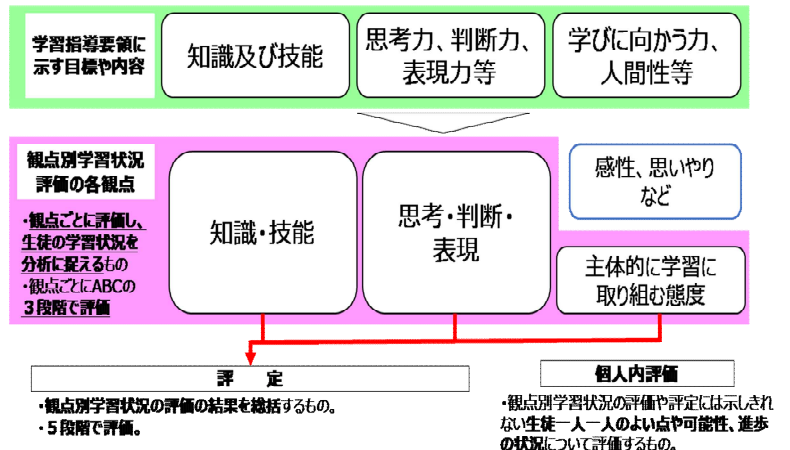 学習指導要領に
示す目標や内容
知識及び技能
思考力、判断力、
表現力等
学びに向かう力、
人間性等
観点別学習状況
評価の各観点
・観点ごとに評価し、
生徒の学習状況を
分析に捉えるもの
・観点ごとにABCの
３段階で評価
知識・技能
思考・判断・
表現
感性、思いやり
など
主体的に学習に
取り組む態度
評　定
・観点別学習状況の評価の結果を総括するもの。
・５段階で評価。
個人内評価
・観点別学習状況の評価や評定には示しきれ
ない生徒一人一人のよい点や可能性、進歩
の状況について評価するもの。